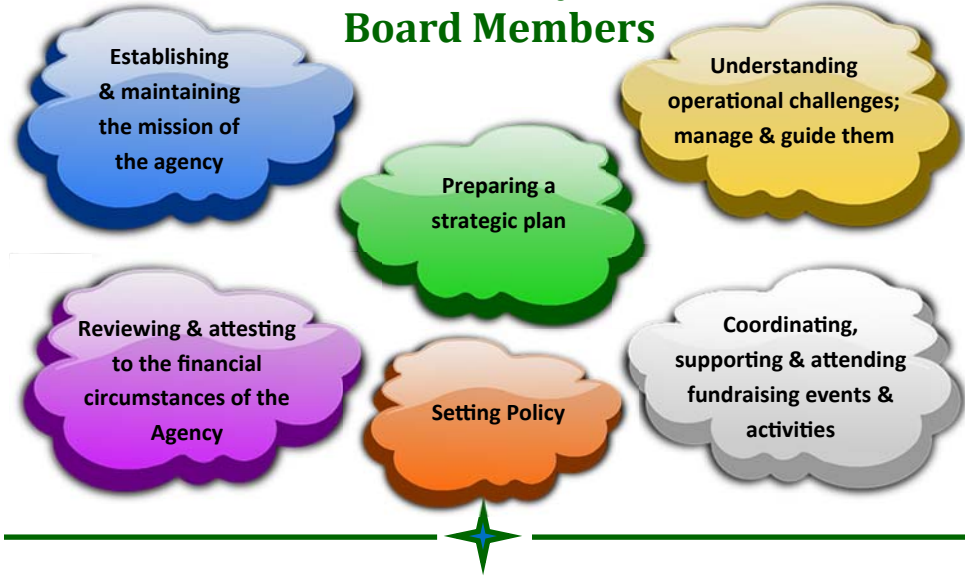 Board Members
Establishing
& maintaining
the mission of
the agency
Understanding
operational challenges;
manage & guide them
Preparing a
strategic plan
Reviewing & attesting
to the financial
circumstances of the
Agency
Setting Policy
Coordinating,
supporting & attending
fundraising events &
activities